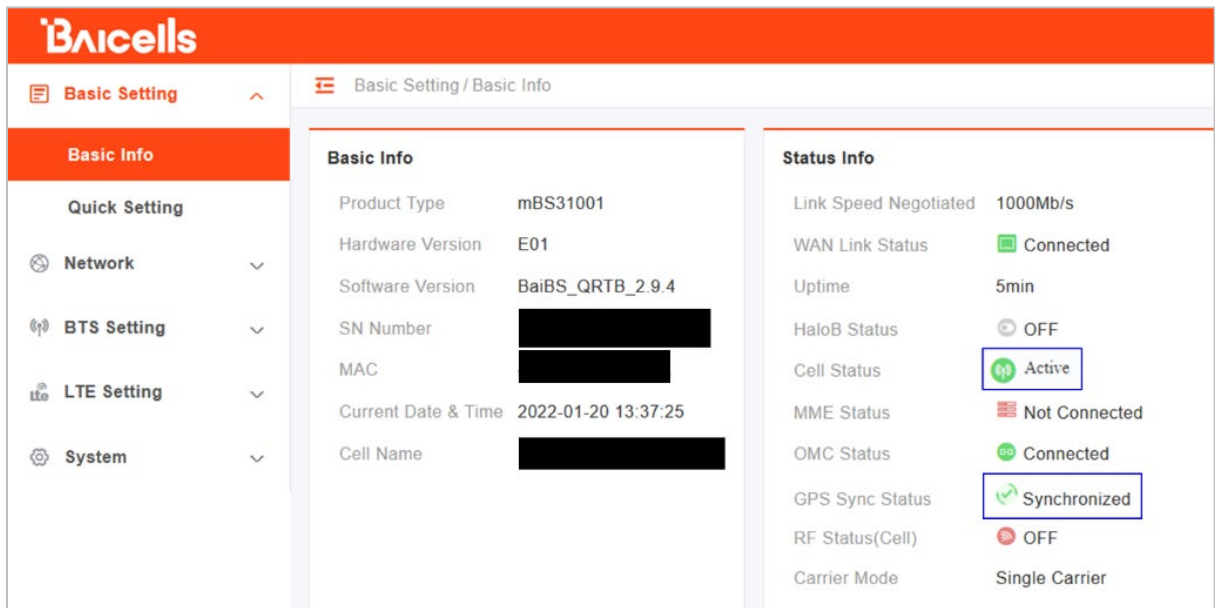 Baicells
Basic Setting
Basic Setting / Basic Info
Basic Info
Quick Setting
Network
BTS Setting
LTE Setting
System
Basic Info
Product Type mBS31001
Hardware Version E01
Software Version BaiBS_QRTB_2.9.4
SN Number
MAC
Current Date & Time 2022-01-20 13:37:25
Cell Name
Status Info
Link Speed Negotiated 1000Mb/s
WAN Link Status Connected
Uptime 5min
HaloB Status OFF
Cell Status Active
MME Status Not Connected
OMC Status Connected
GPS Sync Status Synchronized
RF Status(Cell) OFF
Carrier Mode Single Carrier